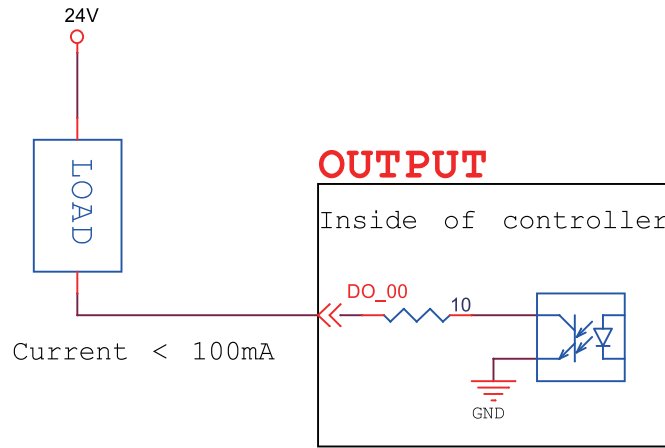 24V
LOAD
OUTPUT
Inside of controller
DO_00
10
Current < 100mA
GND